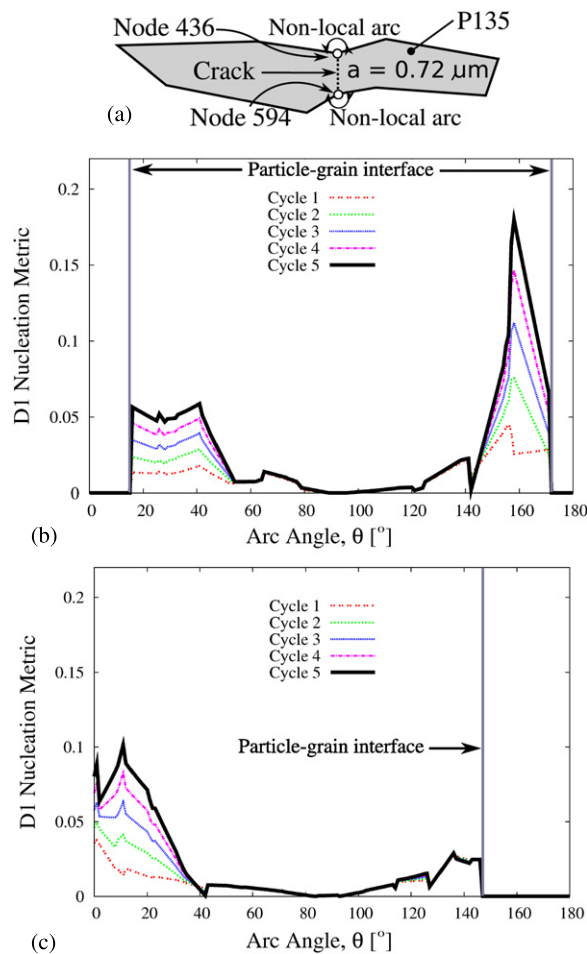 Node 436 Non-local arc P135
Crack a = 0.72 µm
(a) Node 594 Non-local arc
Particle-grain interface
Cycle 1
Cycle 2
Cycle 3
Cycle 4
Cycle 5
D1 Nucleation Metric
0.2
0.15
0.1
0.05
0
0 20 40 60 80 100 120 140 160 180
(b) Arc Angle, θ [°]
Cycle 1
Cycle 2
Cycle 3
Cycle 4
Cycle 5
Particle-grain interface
D1 Nucleation Metric
0.2
0.15
0.1
0.05
0
0 20 40 60 80 100 120 140 160 180
(c) Arc Angle, θ [°]